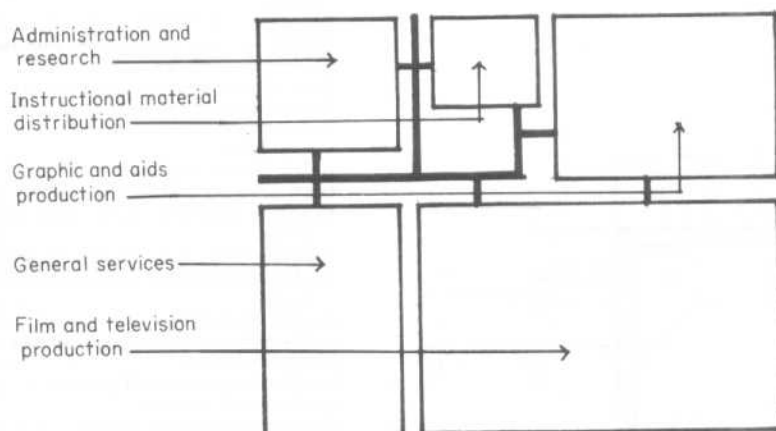 Administration and
research
Instructional material
distribution
Graphic and aids
production
General services
Film and television
production